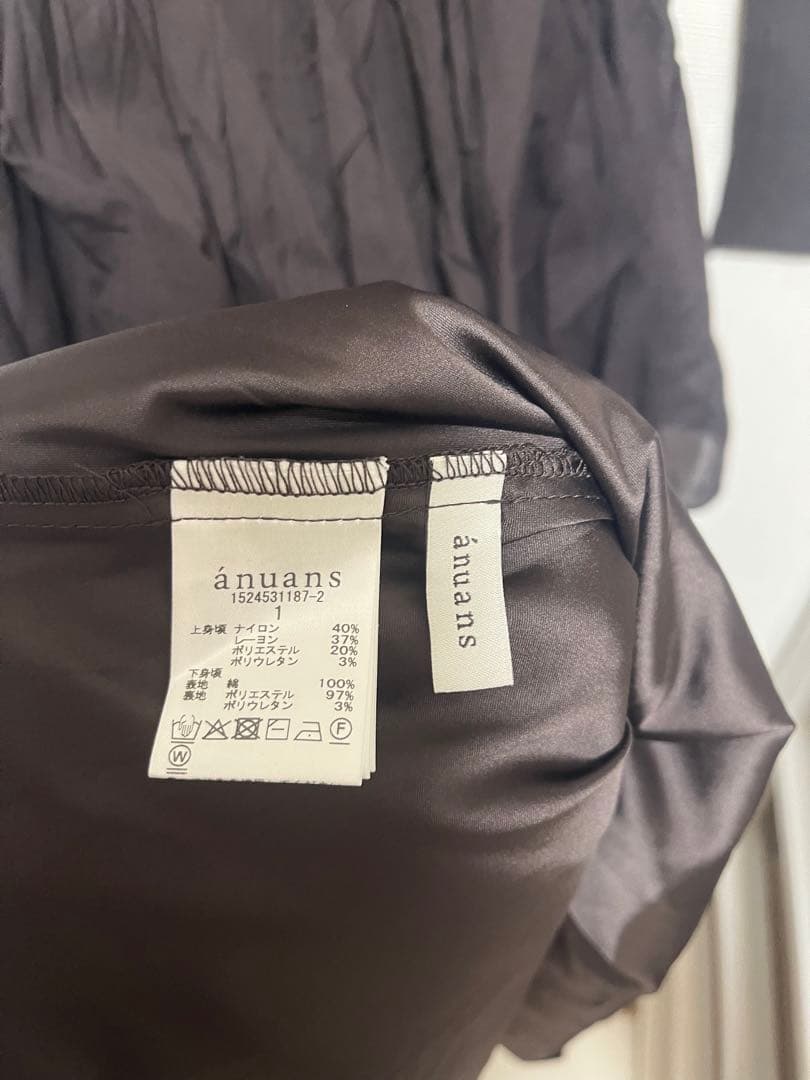 ánuans
1524531187-2
1
上身頃 ナイロン 40%
レーヨン 37%
ポリエステル 20%
ポリウレタン 3%
下身頃
表地 綿 100%
裏地 ポリエステル 97%
ポリウレタン 3%
F
W
ánuans